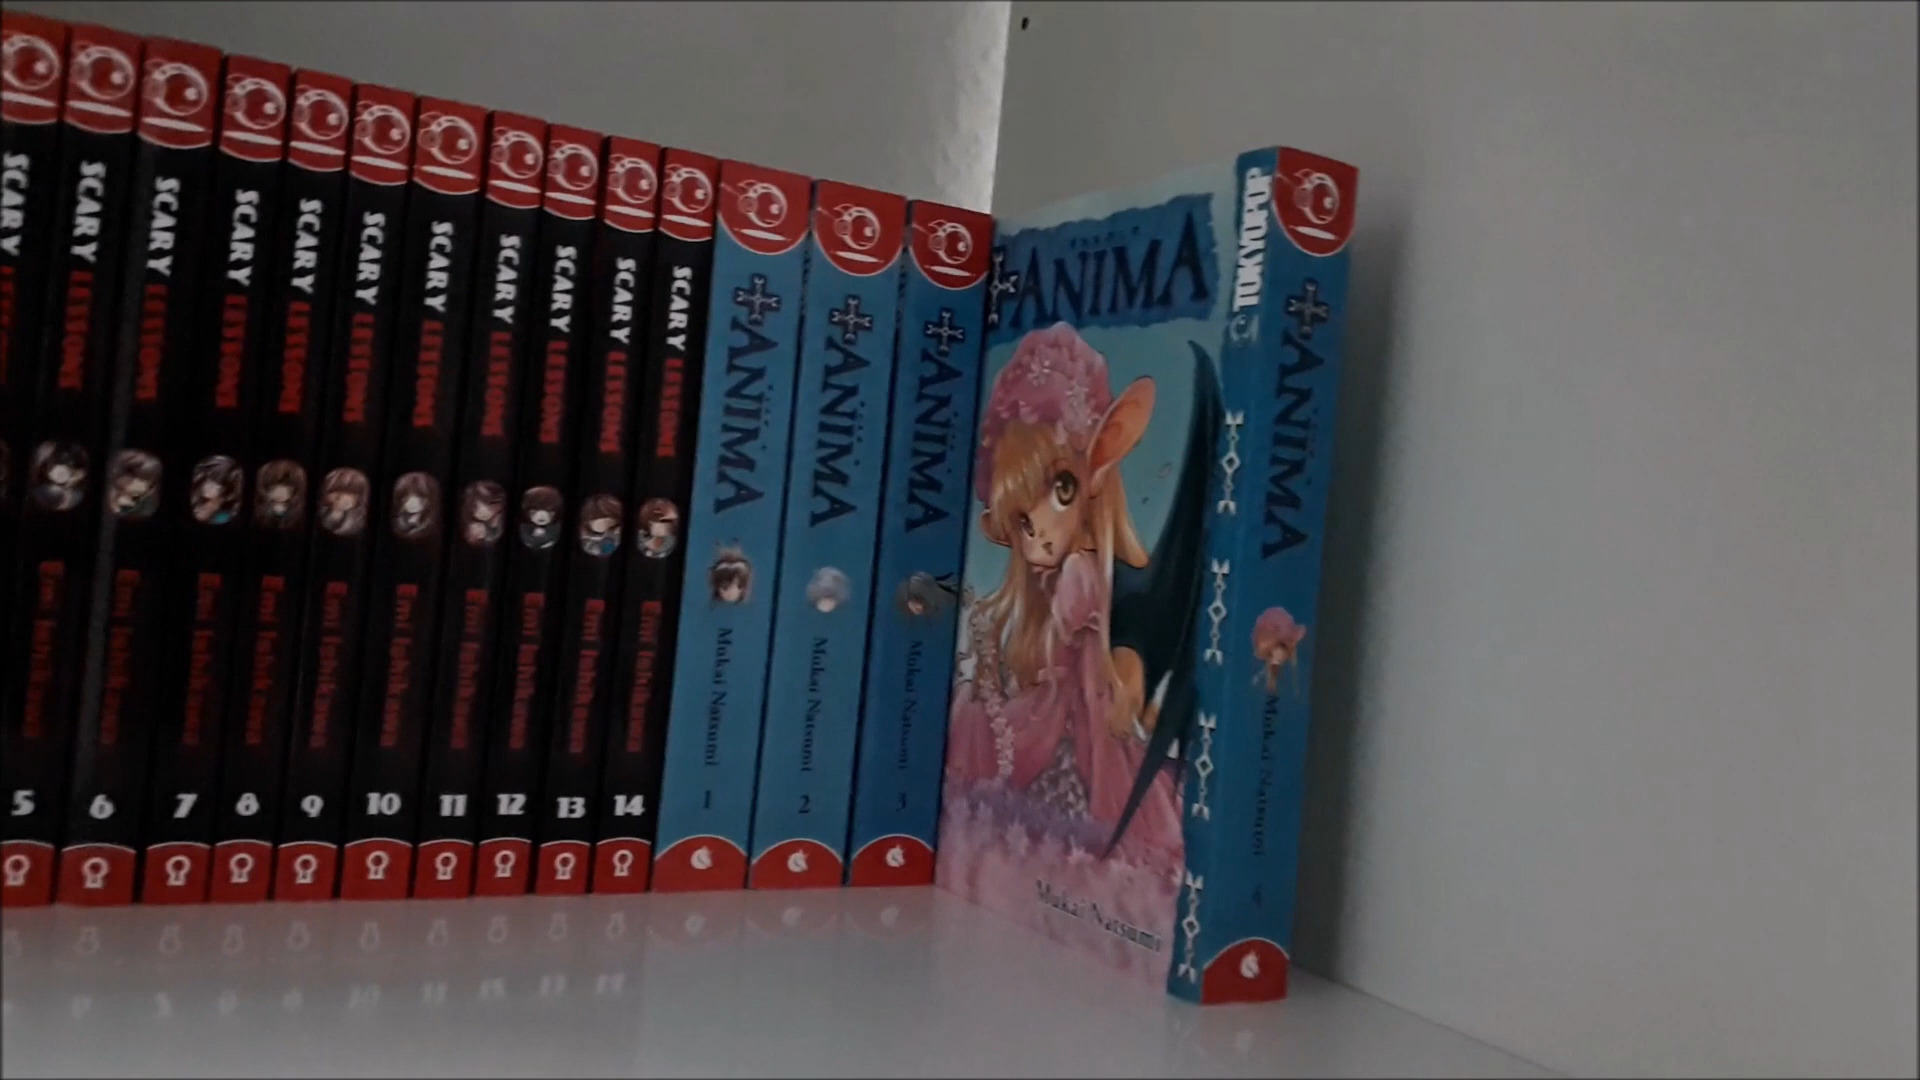 SCARY
SCARY LESSONS Emi Ishikawa 5
SCARY LESSONS Emi Ishikawa 6
SCARY LESSONS Emi Ishikawa 7
SCARY LESSONS Emi Ishikawa 8
SCARY LESSONS Emi Ishikawa 9
SCARY LESSONS Emi Ishikawa 10
SCARY LESSONS Emi Ishikawa 11
SCARY LESSONS Emi Ishikawa 12
SCARY LESSONS Emi Ishikawa 13
SCARY LESSONS Emi Ishikawa 14
+ANIMA Mukai Natsumi 1
+ANIMA Mukai Natsumi 2
+ANIMA Mukai Natsumi 3
+ANIMA
Mukai Natsumi
TOKYOPOP
+ANIMA Mukai Natsumi 4